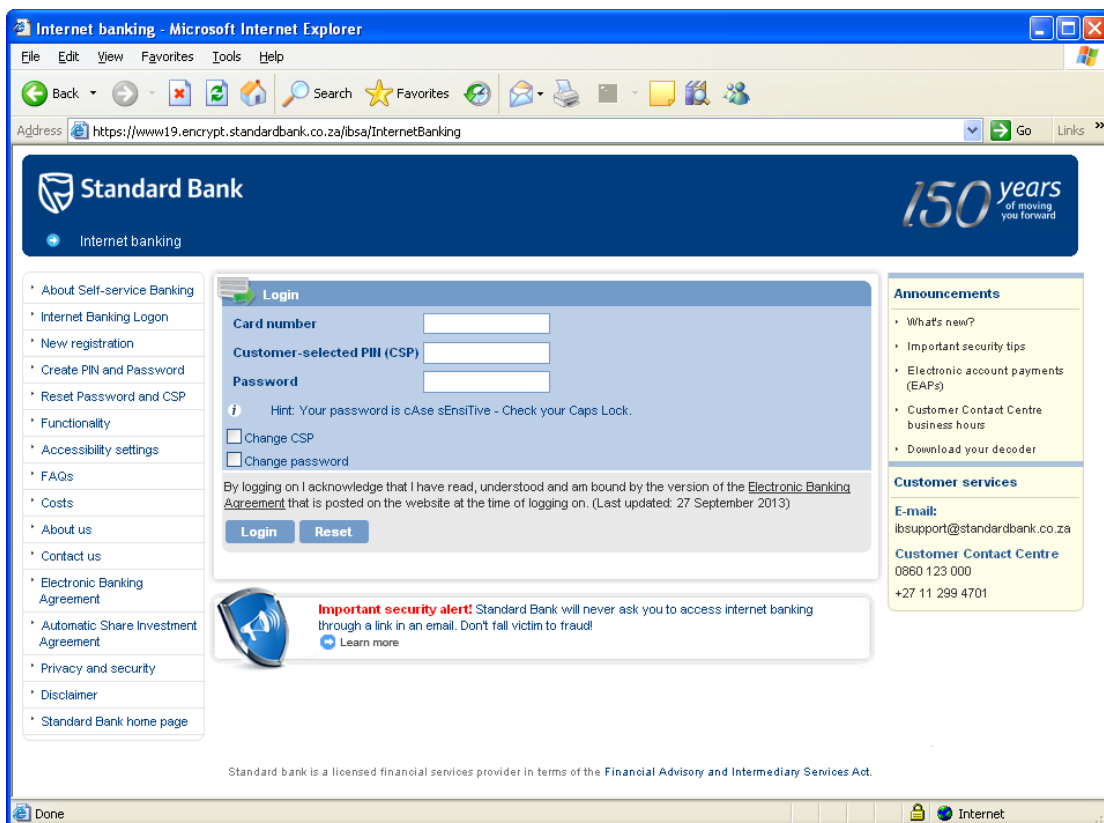 Internet banking - Microsoft Internet Explorer
File Edit View Favorites Tools Help
Back Search Favorites
Address https://www19.encrypt.standardbank.co.za/ibsa/InternetBanking Go Links »
Standard Bank
150 years
of moving
you forward
Internet banking
About Self-service Banking
Internet Banking Logon
New registration
Create PIN and Password
Reset Password and CSP
Functionality
Accessibility settings
FAQs
Costs
About us
Contact us
Electronic Banking
Agreement
Automatic Share Investment
Agreement
Privacy and security
Disclaimer
Standard Bank home page
Login
Card number
Customer-selected PIN (CSP)
Password
Hint: Your password is cAse sEnsiTive - Check your Caps Lock.
Change CSP
Change password
By logging on I acknowledge that I have read, understood and am bound by the version of the Electronic Banking
Agreement that is posted on the website at the time of logging on. (Last updated: 27 September 2013)
Login Reset
Important security alert! Standard Bank will never ask you to access internet banking
through a link in an email. Don't fall victim to fraud!
Learn more
Announcements
What's new?
Important security tips
Electronic account payments
(EAPs)
Customer Contact Centre
business hours
Download your decoder
Customer services
E-mail:
ibsupport@standardbank.co.za
Customer Contact Centre
0860 123 000
+27 11 299 4701
Standard bank is a licensed financial services provider in terms of the Financial Advisory and Intermediary Services Act.
Done Internet